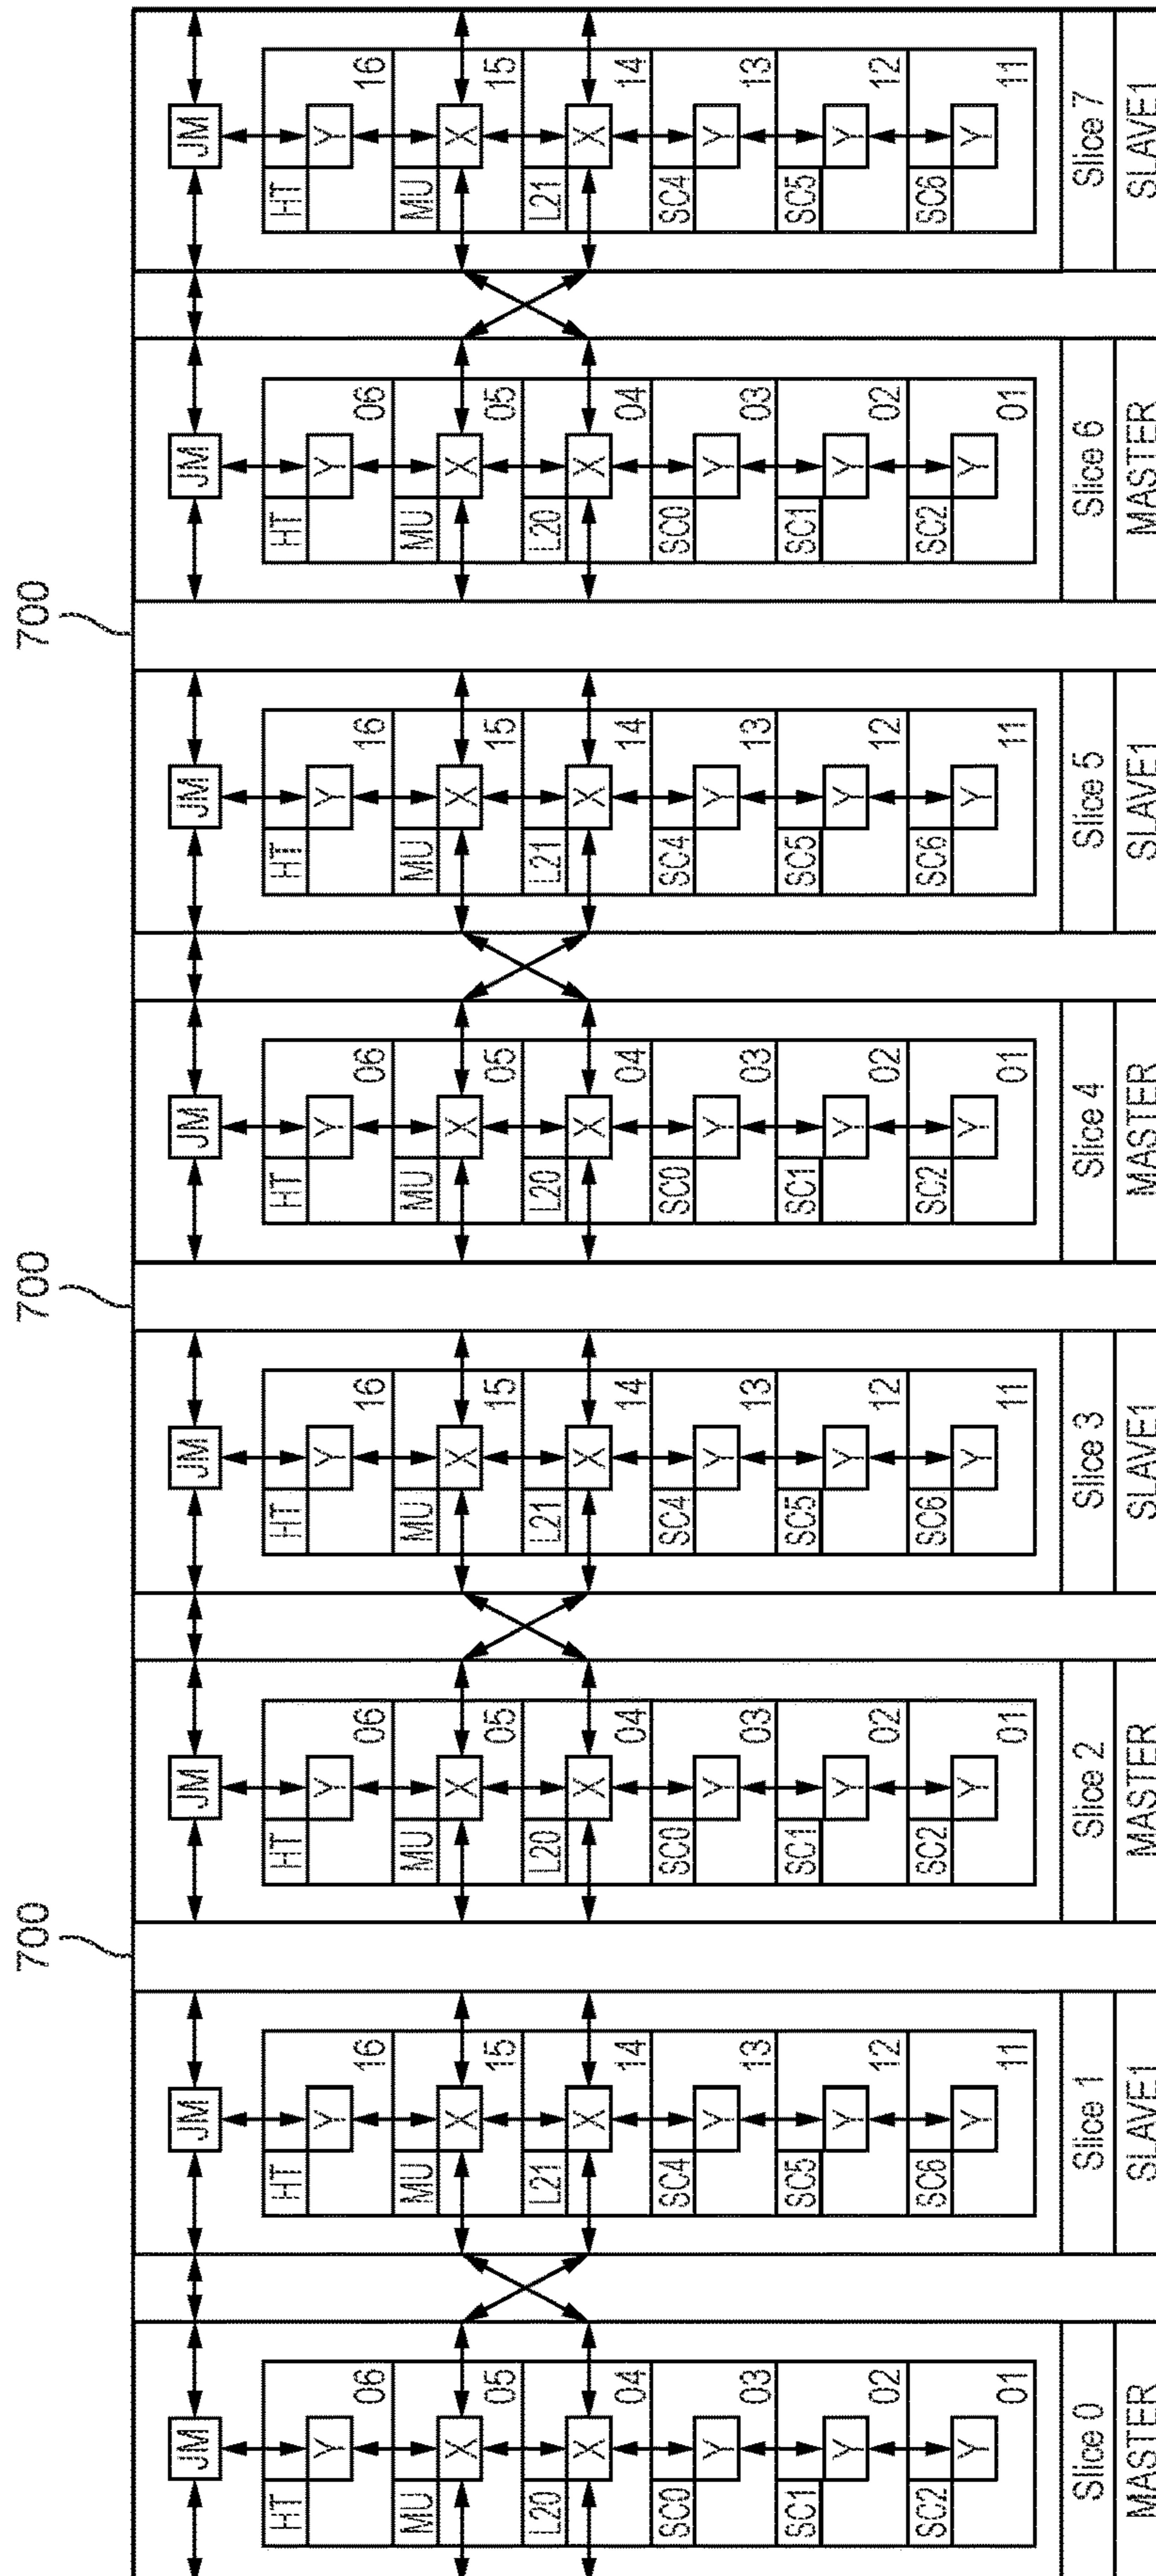 700
700
700
JM
HT
Y
06
MU
X
05
L20
X
04
SC0
Y
03
SC1
Y
02
SC2
Y
01
Slice 0
MASTER
JM
HT
Y
16
MU
X
15
L21
X
14
SC4
Y
13
SC5
Y
12
SC6
Y
11
Slice 1
SLAVE1
JM
HT
Y
06
MU
X
05
L20
X
04
SC0
Y
03
SC1
Y
02
SC2
Y
01
Slice 2
MASTER
JM
HT
Y
16
MU
X
15
L21
X
14
SC4
Y
13
SC5
Y
12
SC6
Y
11
Slice 3
SLAVE1
JM
HT
Y
06
MU
X
05
L20
X
04
SC0
Y
03
SC1
Y
02
SC2
Y
01
Slice 4
MASTER
JM
HT
Y
16
MU
X
15
L21
X
14
SC4
Y
13
SC5
Y
12
SC6
Y
11
Slice 5
SLAVE1
JM
HT
Y
06
MU
X
05
L20
X
04
SC0
Y
03
SC1
Y
02
SC2
Y
01
Slice 6
MASTER
JM
HT
Y
16
MU
X
15
L21
X
14
SC4
Y
13
SC5
Y
12
SC6
Y
11
Slice 7
SLAVE1